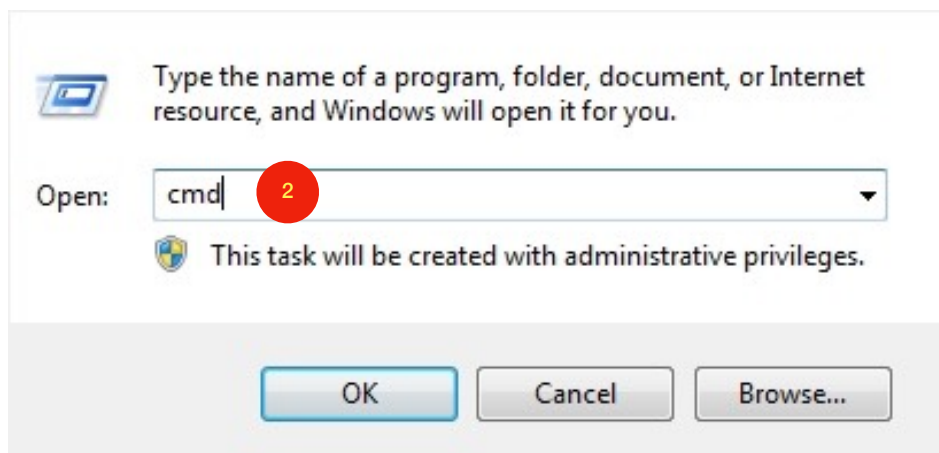 Type the name of a program, folder, document, or Internet
resource, and Windows will open it for you.
Open: cmd 2
This task will be created with administrative privileges.
OK Cancel Browse...